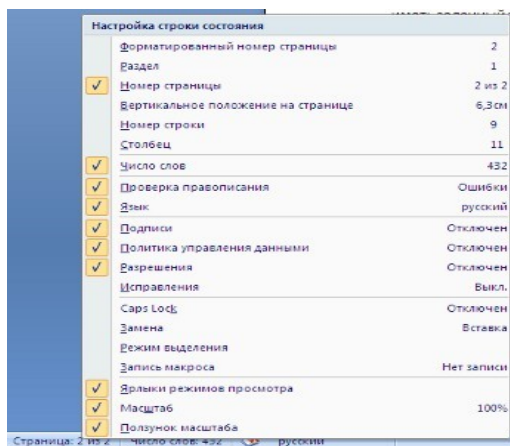 Настройка строки состояния
Форматированный номер страницы 2
Раздел 1
Номер страницы 2 из 2
Вертикальное положение на странице 6,3см
Номер строки 9
Столбец 11
Число слов 432
Проверка правописания Ошибки
Язык русский
Подписи Отключен
Политика управления данными Отключен
Разрешения Отключен
Исправления Выкл.
Caps Lock Отключен
Замена Вставка
Режим выделения
Запись макроса Нет записи
Ярлыки режимов просмотра
Масштаб 100%
Ползунок масштаба
Страница: 2 из 2 Число слов: 432 русский